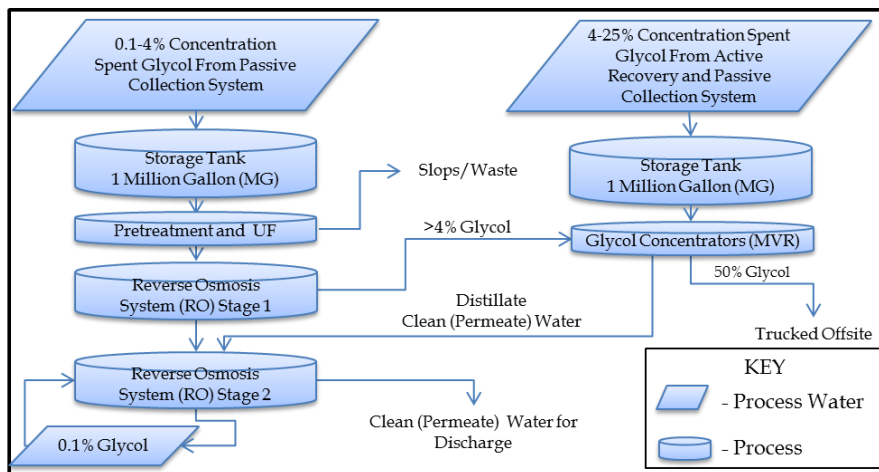 0.1-4% Concentration
Spent Glycol From Passive
Collection System
4-25% Concentration Spent
Glycol From Active
Recovery and Passive
Collection System
Storage Tank
1 Million Gallon (MG)
Slops/Waste
Storage Tank
1 Million Gallon (MG)
Pretreatment and UF
>4% Glycol
Glycol Concentrators (MVR)
50% Glycol
Reverse Osmosis
System (RO) Stage 1
Distillate
Clean (Permeate) Water
Trucked Offsite
Reverse Osmosis
System (RO) Stage 2
Clean (Permeate) Water for
Discharge
0.1% Glycol
KEY
- Process Water
- Process